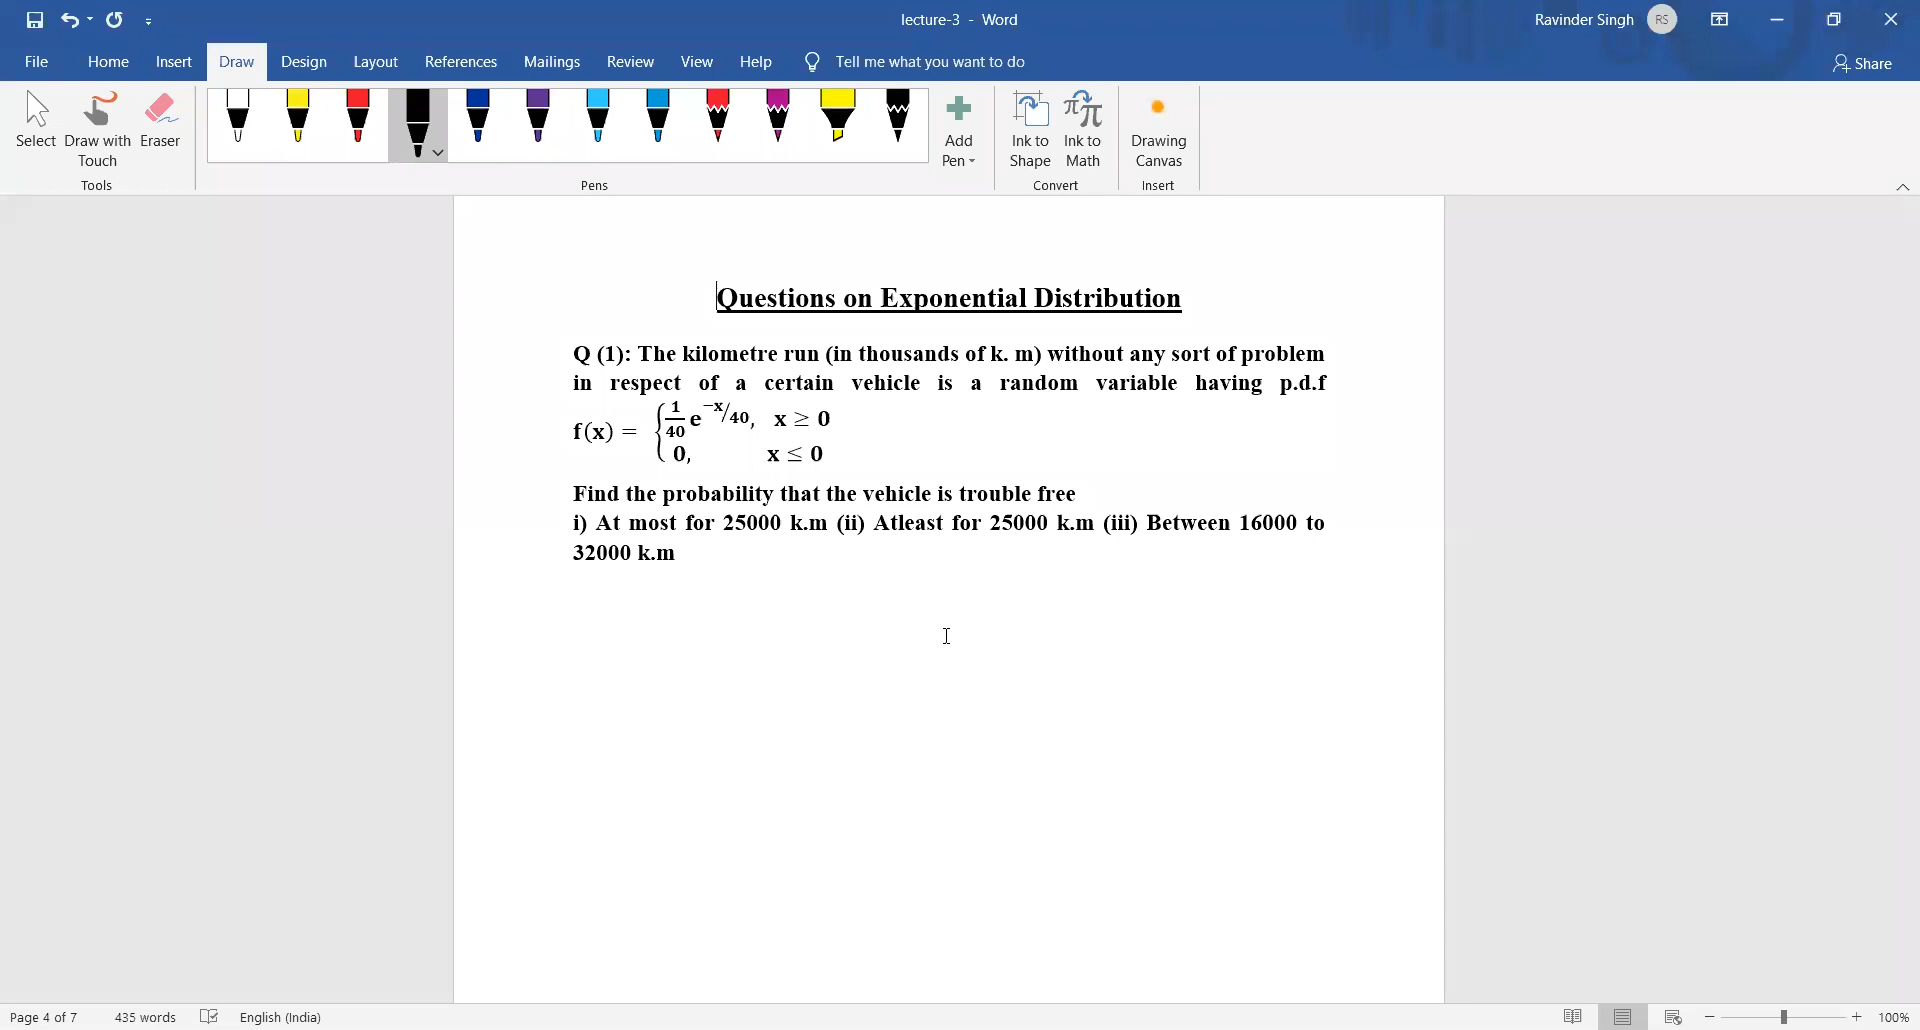 lecture-3 - Word
Ravinder Singh RS
File Home Insert Draw Design Layout References Mailings Review View Help Tell me what you want to do Share
Select Draw with Touch Eraser Add Pen Ink to Shape Ink to Math Drawing Canvas
Tools Pens Convert Insert
Questions on Exponential Distribution
Q (1): The kilometre run (in thousands of k. m) without any sort of problem
in respect of a certain vehicle is a random variable having p.d.f
f(x) = { 1/40 e^(−x/40), x ≥ 0
0, x ≤ 0
Find the probability that the vehicle is trouble free
i) At most for 25000 k.m (ii) Atleast for 25000 k.m (iii) Between 16000 to
32000 k.m
Page 4 of 7 435 words English (India) 100%